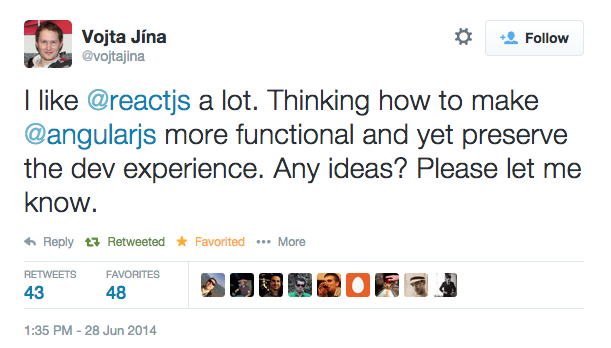 Vojta Jína
@vojtajina
Follow
I like @reactjs a lot. Thinking how to make
@angularjs more functional and yet preserve
the dev experience. Any ideas? Please let me
know.
Reply Retweeted Favorited More
RETWEETS FAVORITES
43 48
1:35 PM - 28 Jun 2014